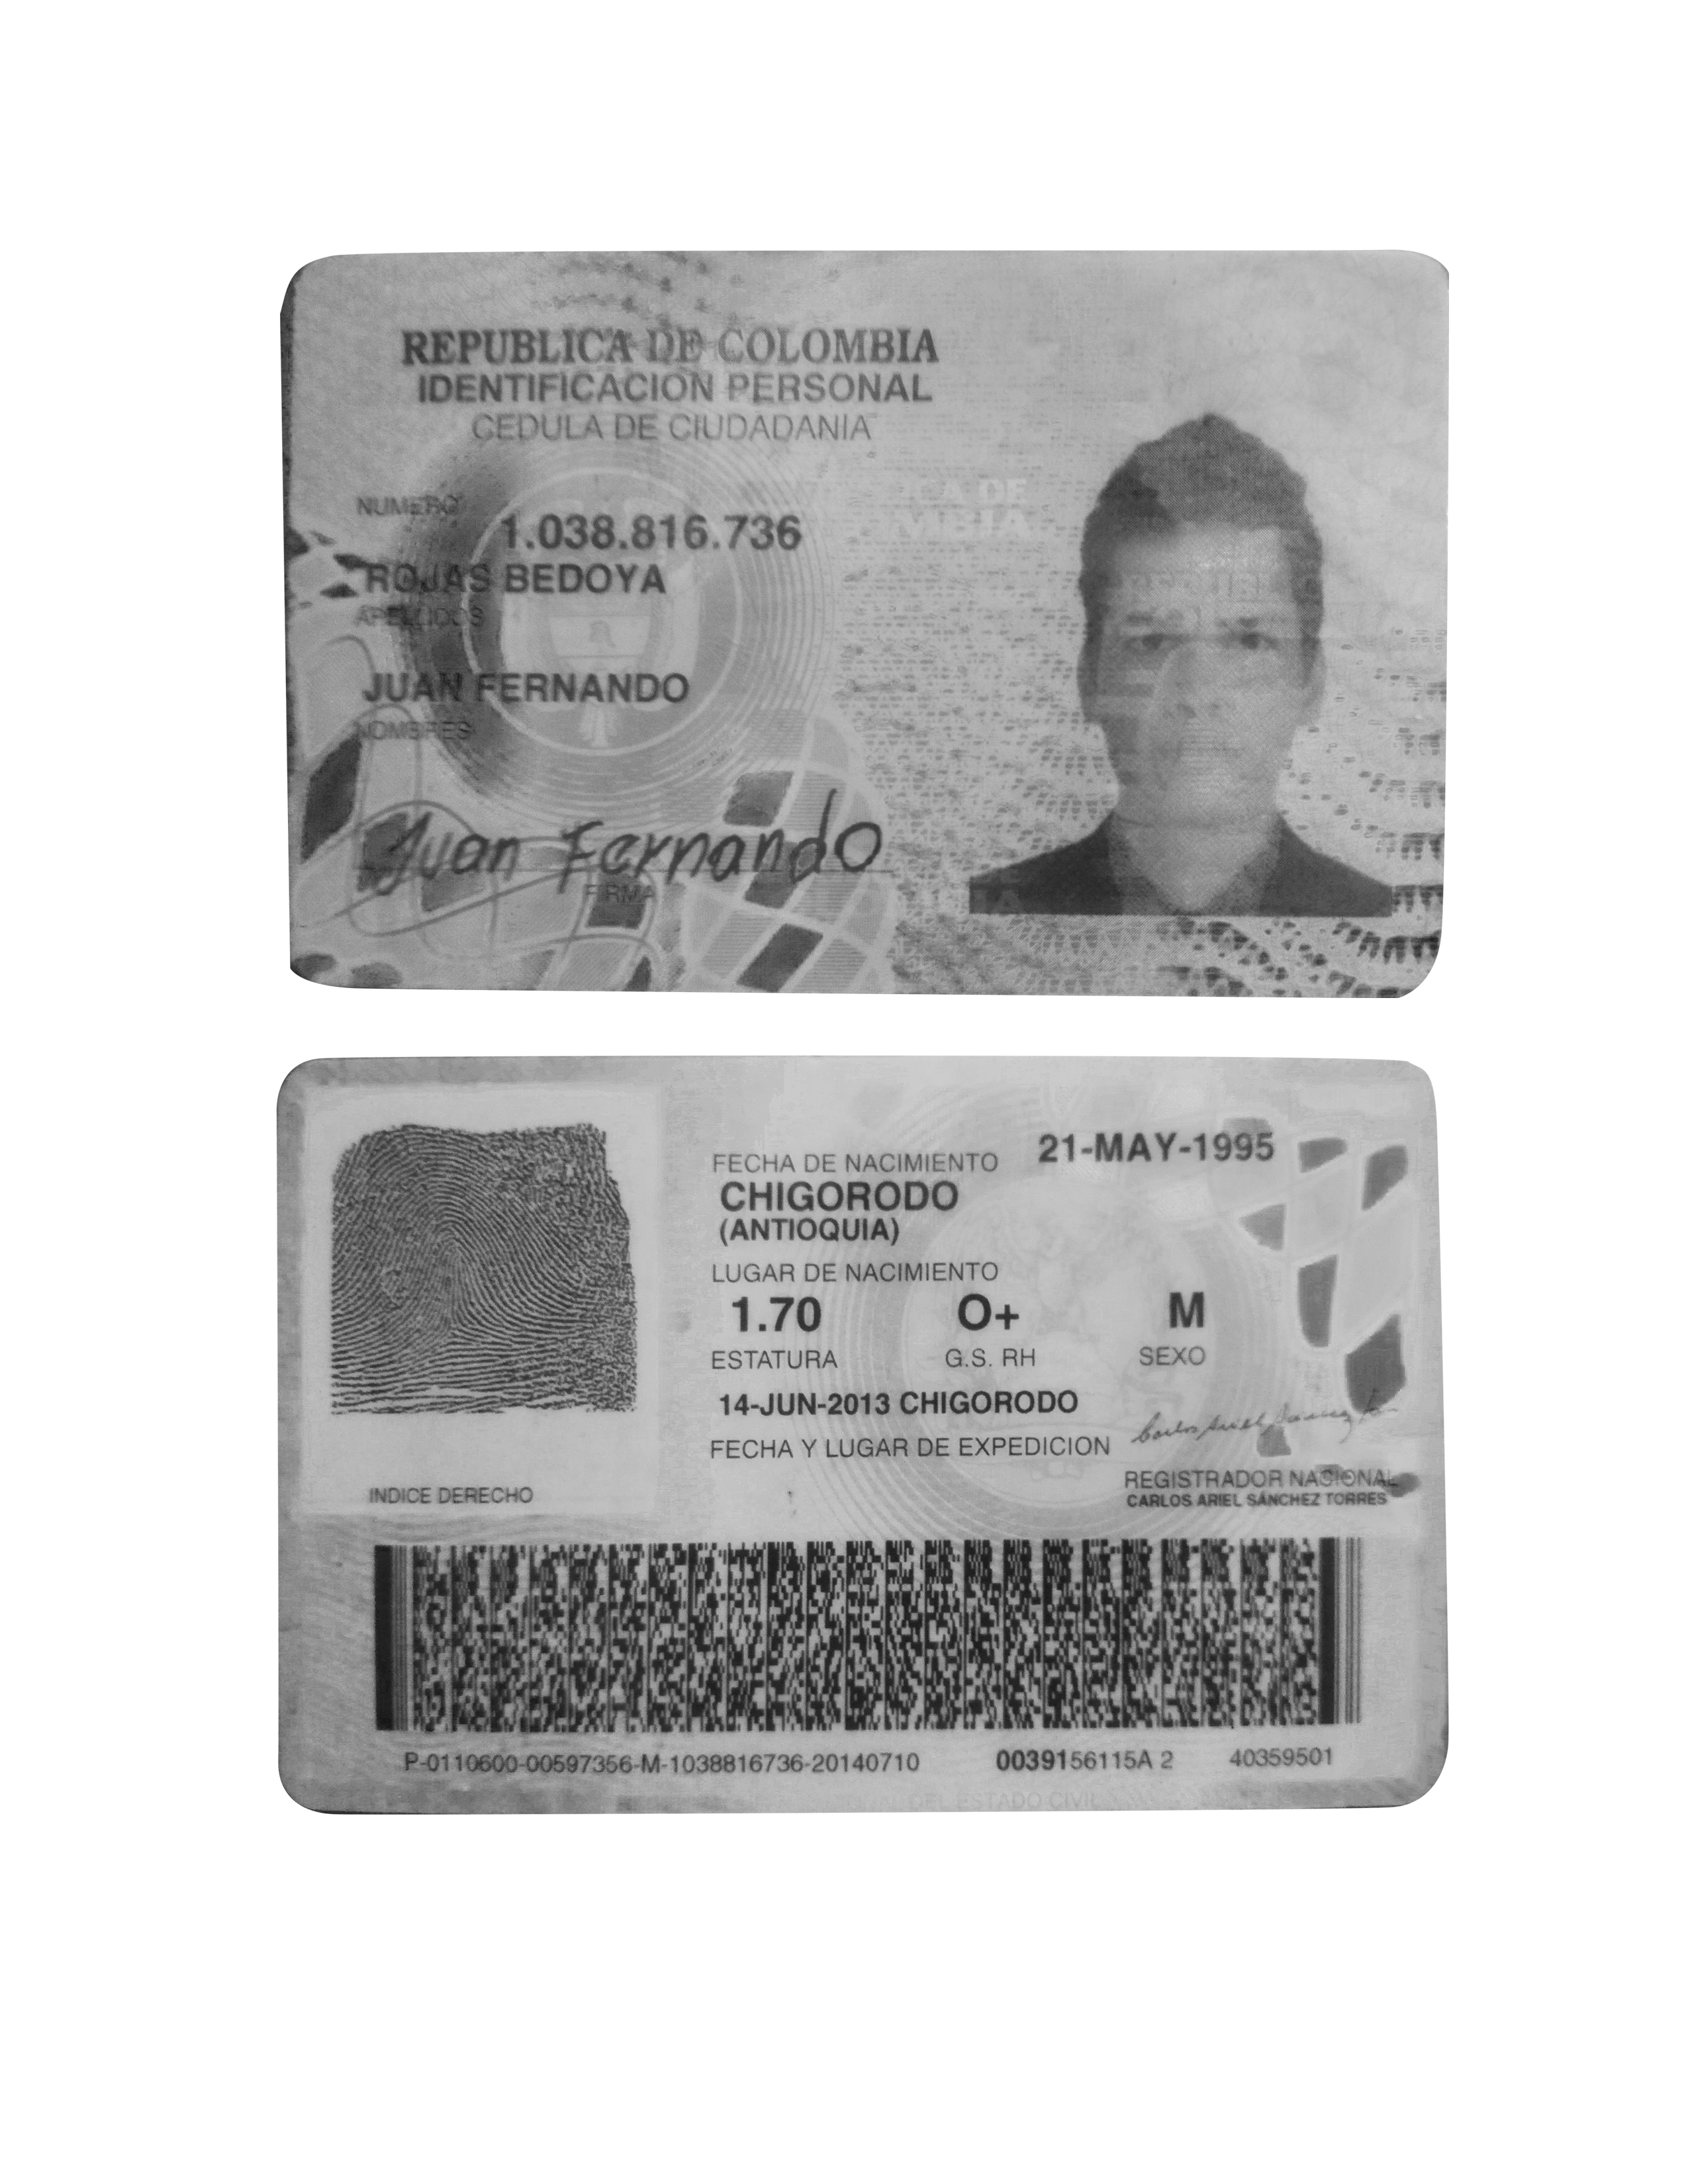 REPUBLICA DE COLOMBIA
IDENTIFICACION PERSONAL
CEDULA DE CIUDADANIA
NUMERO 1.038.816.736
ROJAS BEDOYA
APELLIDOS
JUAN FERNANDO
NOMBRES
Juan Fernando
FIRMA
21-MAY-1995
FECHA DE NACIMIENTO
CHIGORODO
(ANTIOQUIA)
LUGAR DE NACIMIENTO
1.70 O+ M
ESTATURA G.S. RH SEXO
14-JUN-2013 CHIGORODO
FECHA Y LUGAR DE EXPEDICION
REGISTRADOR NACIONAL
CARLOS ARIEL SÁNCHEZ TORRES
INDICE DERECHO
P-0110600-00597356-M-1038816736-20140710 0039156115A 2 40359501
DEL ESTADO CIVIL